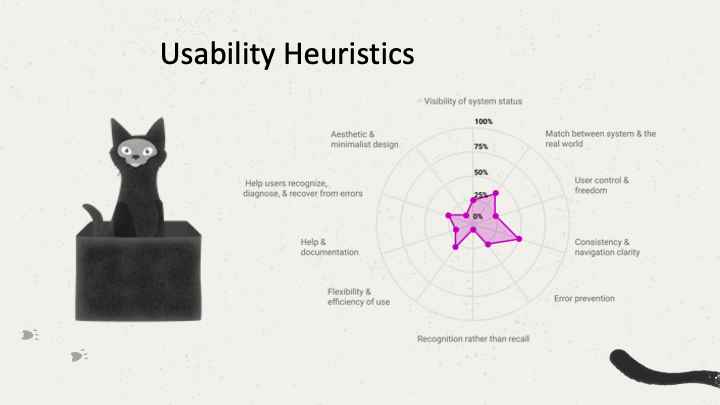 Usability Heuristics
Visibility of system status
100%
75%
50%
25%
0%
Match between system & the
real world
User control &
freedom
Consistency &
navigation clarity
Error prevention
Recognition rather than recall
Flexibility &
efficiency of use
Help &
documentation
Help users recognize,
diagnose, & recover from errors
Aesthetic &
minimalist design